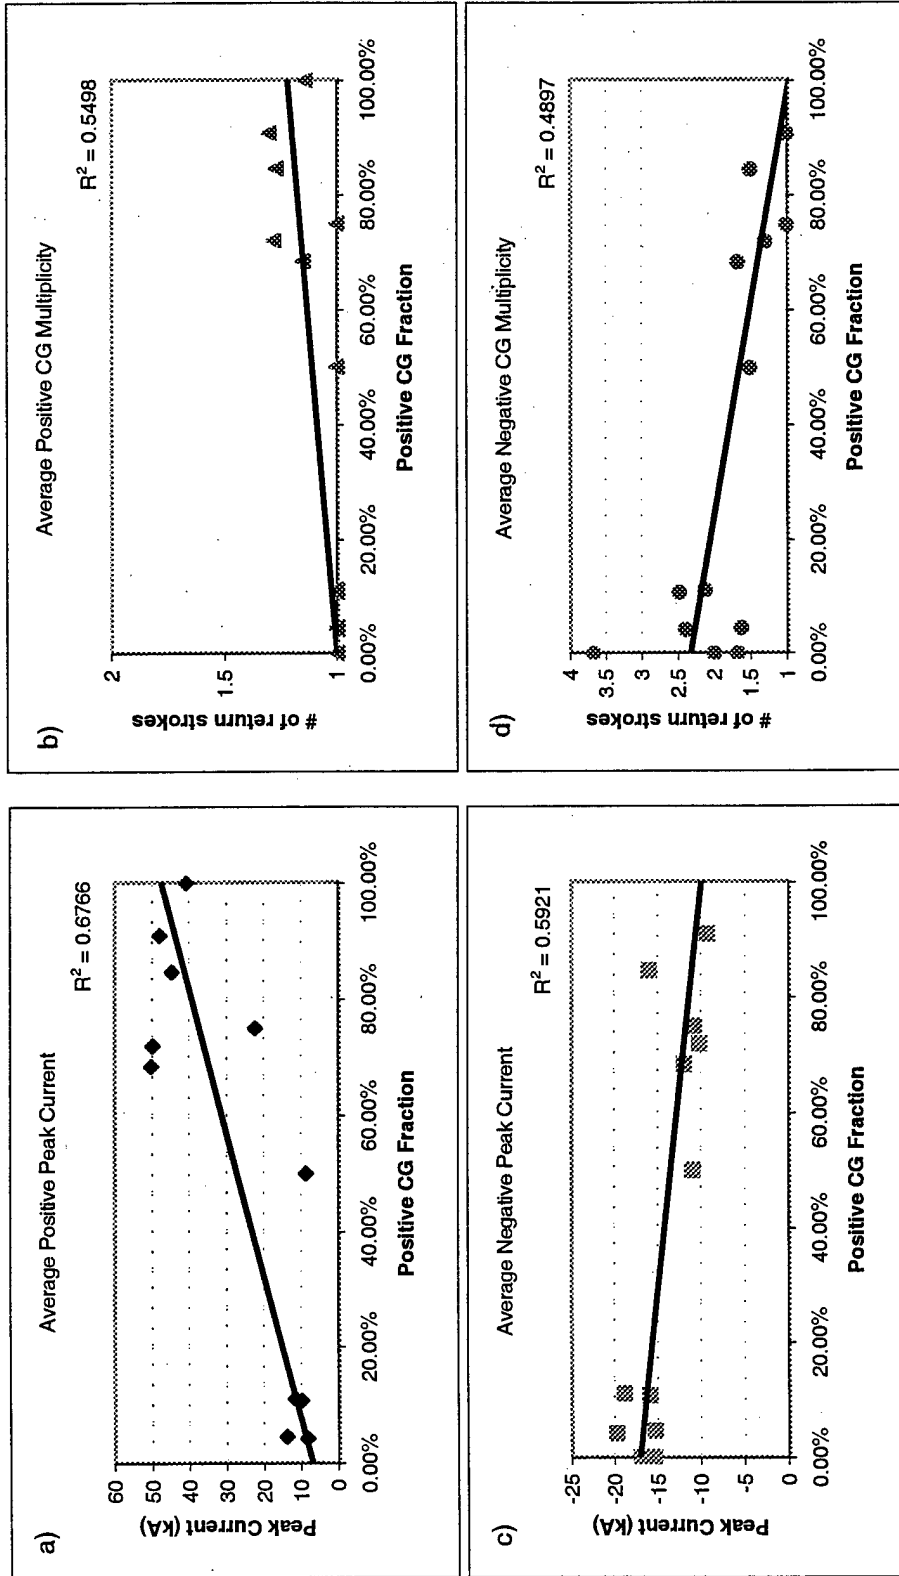 a)
Average Positive Peak Current
R² = 0.6766
Peak Current (kA)
60
50
40
30
20
10
0
0.00%
20.00%
40.00%
60.00%
80.00%
100.00%
Positive CG Fraction
b)
Average Positive CG Multiplicity
R² = 0.5498
# of return strokes
2
1.5
1
0.00%
20.00%
40.00%
60.00%
80.00%
100.00%
Positive CG Fraction
c)
Average Negative Peak Current
R² = 0.5921
Peak Current (kA)
-25
-20
-15
-10
-5
0
0.00%
20.00%
40.00%
60.00%
80.00%
100.00%
Positive CG Fraction
d)
Average Negative CG Multiplicity
R² = 0.4897
# of return strokes
4
3.5
3
2.5
2
1.5
1
0.00%
20.00%
40.00%
60.00%
80.00%
100.00%
Positive CG Fraction